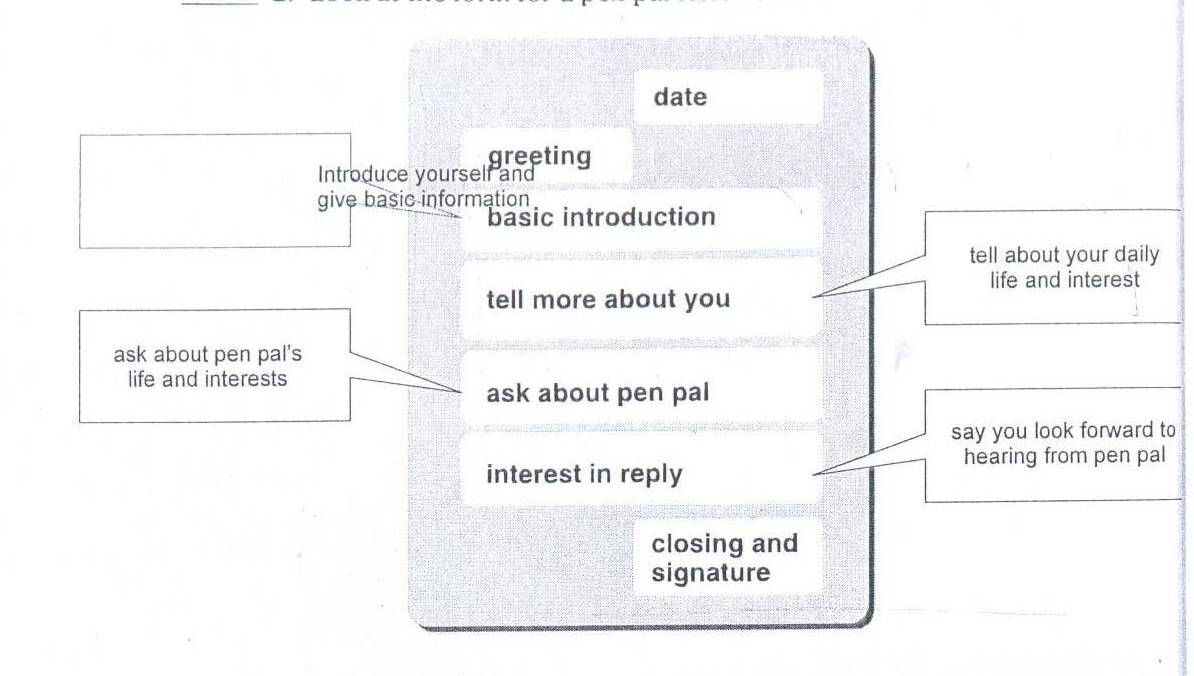 date
greeting
Introduce yourself and
give basic information
basic introduction
tell about your daily
life and interest
tell more about you
ask about pen pal's
life and interests
ask about pen pal
say you look forward to
hearing from pen pal
interest in reply
closing and
signature